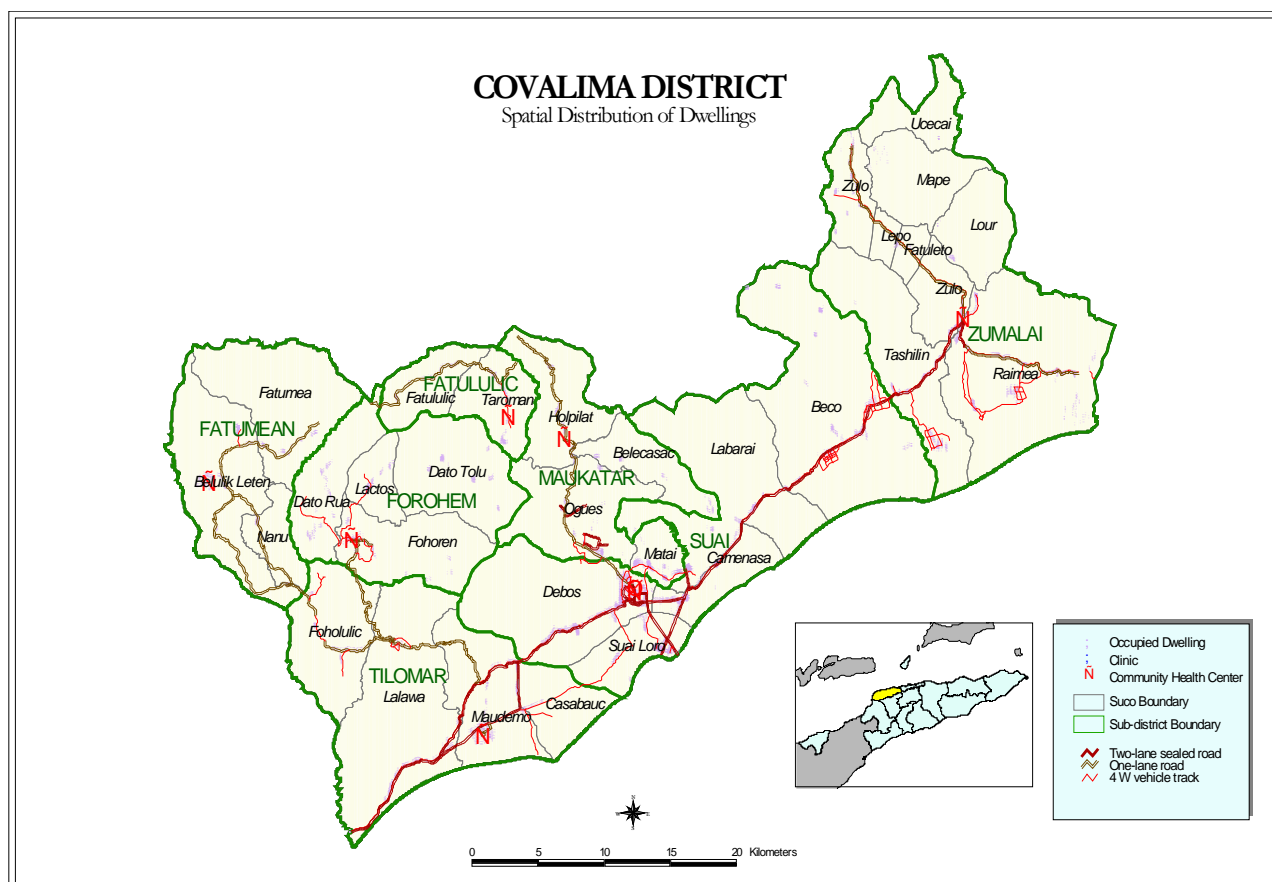 COVALIMA DISTRICT
Spatial Distribution of Dwellings
Ucecai
Zulo
Mape
Lour
Lepo
Fatuleto
Zulo
ZUMALAI
Tashilin
Raimea
Fatumea
FATULULIC
Fatululic
Taroman
Beco
FATUMEAN
Holpilat
Labarai
Belecasac
Dato Tolu
MAUKATAR
Belulik Leten
Lactos
Dato Rua
FOROHEM
Ogues
Nanu
Fohoren
Matai
SUAI
Camenasa
Debos
Foholulic
Suai Loro
TILOMAR
Lalawa
Casabauc
Maudemo
Occupied Dwelling
Clinic
Ñ Community Health Center
Suco Boundary
Sub-district Boundary
Two-lane sealed road
One-lane road
4 W vehicle track
N
W E
S
0 5 10 15 20 Kilometers